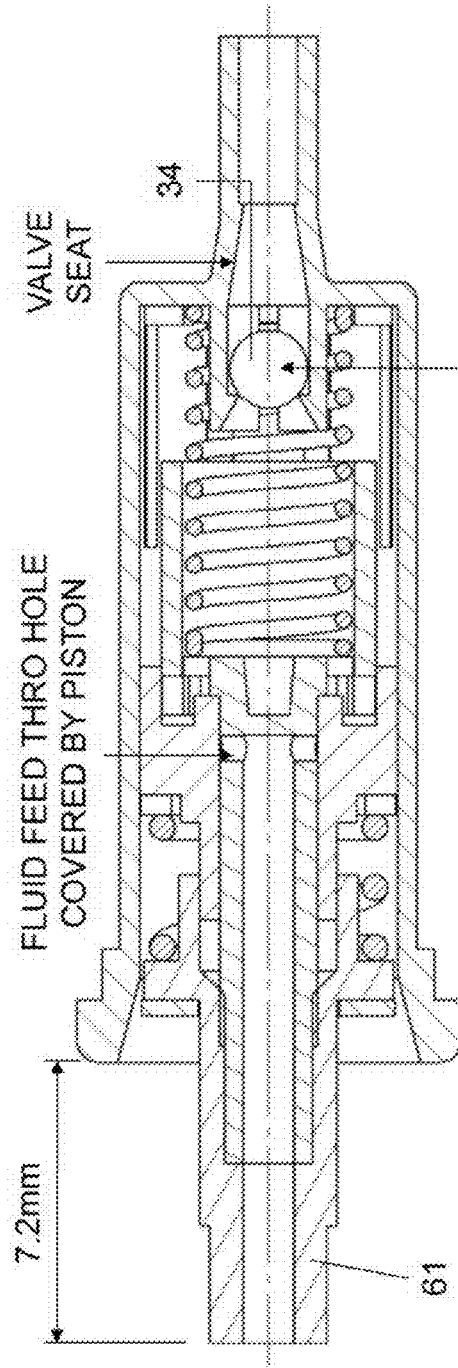 FLUID FEED THRO HOLE
COVERED BY PISTON
VALVE
SEAT
34
7.2mm
61